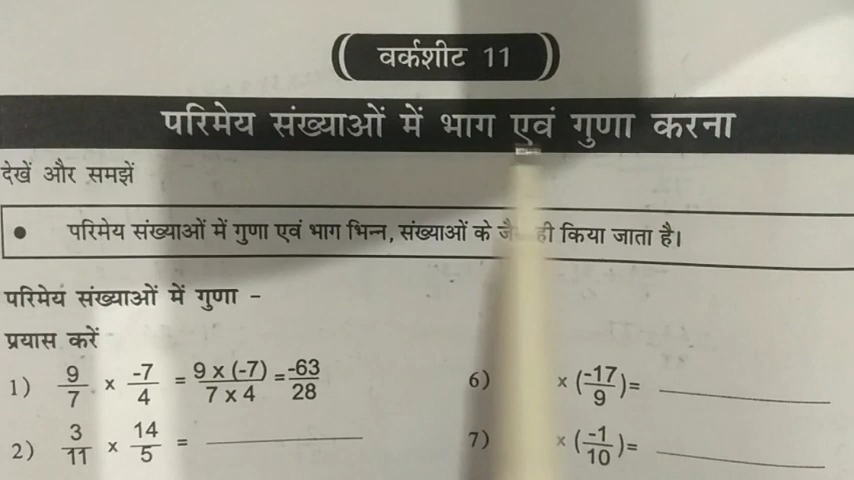 वर्कशीट 11
परिमेय संख्याओं में भाग एवं गुणा करना
देखें और समझें
• परिमेय संख्याओं में गुणा एवं भाग भिन्न, संख्याओं के ही किया जाता है।
परिमेय संख्याओं में गुणा -
प्रयास करें
1) 9/7 x -7/4 = 9 x (-7)/7 x 4 = -63/28
6) x (-17/9)=
2) 3/11 x 14/5 =
7) x (-1/10)=